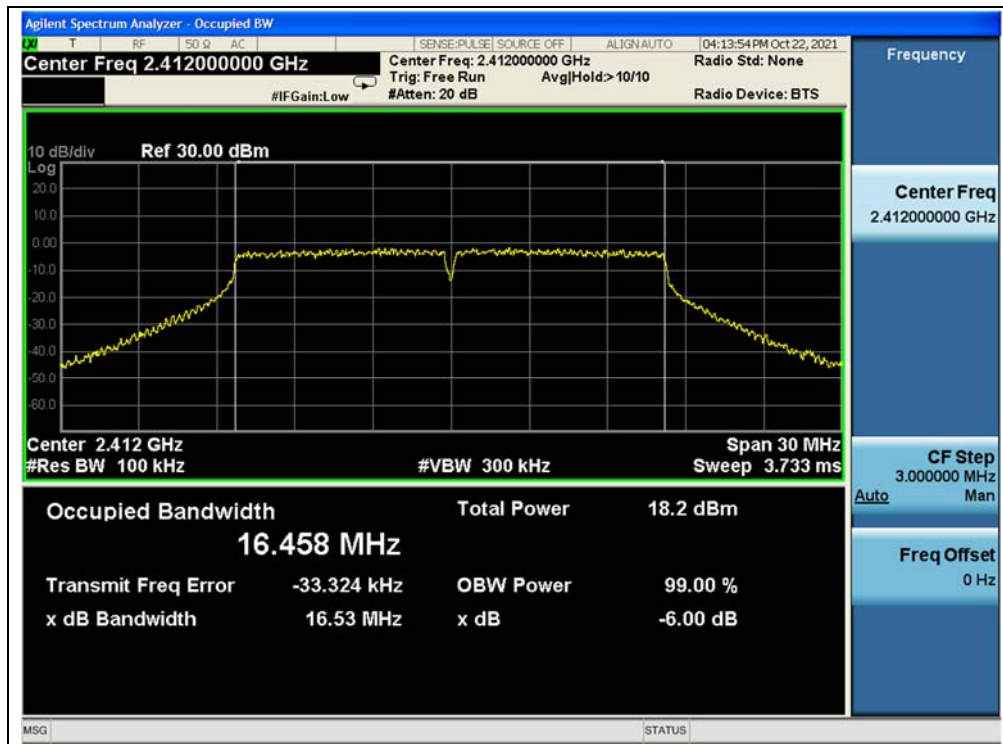 Agilent Spectrum Analyzer - Occupied BW
LXI T RF 50 Ω AC SENSE:PULSE SOURCE OFF ALIGN AUTO 04:13:54 PM Oct 22, 2021
Center Freq 2.412000000 GHz
Center Freq: 2.412000000 GHz Radio Std: None
Trig: Free Run Avg|Hold:> 10/10
#IFGain:Low #Atten: 20 dB Radio Device: BTS
10 dB/div Ref 30.00 dBm
Log
20.0
10.0
0.00
-10.0
-20.0
-30.0
-40.0
-50.0
-60.0
Center 2.412 GHz Span 30 MHz
#Res BW 100 kHz #VBW 300 kHz Sweep 3.733 ms
Occupied Bandwidth Total Power 18.2 dBm
16.458 MHz
Transmit Freq Error -33.324 kHz OBW Power 99.00 %
x dB Bandwidth 16.53 MHz x dB -6.00 dB
MSG STATUS
Frequency
Center Freq
2.412000000 GHz
CF Step
3.000000 MHz
Auto Man
Freq Offset
0 Hz